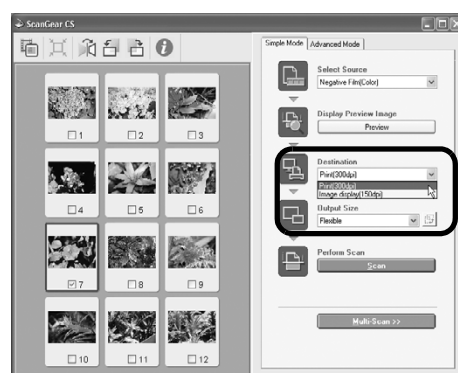 ScanGear CS
Simple Mode Advanced Mode
Select Source
Negative Film(Color)
Display Preview Image
Preview
Destination
Print(300dpi)
Print(300dpi)
Image display(150dpi)
Output Size
Flexible
Perform Scan
Scan
Multi-Scan >>
1 2 3
4 5 6
7 8 9
10 11 12